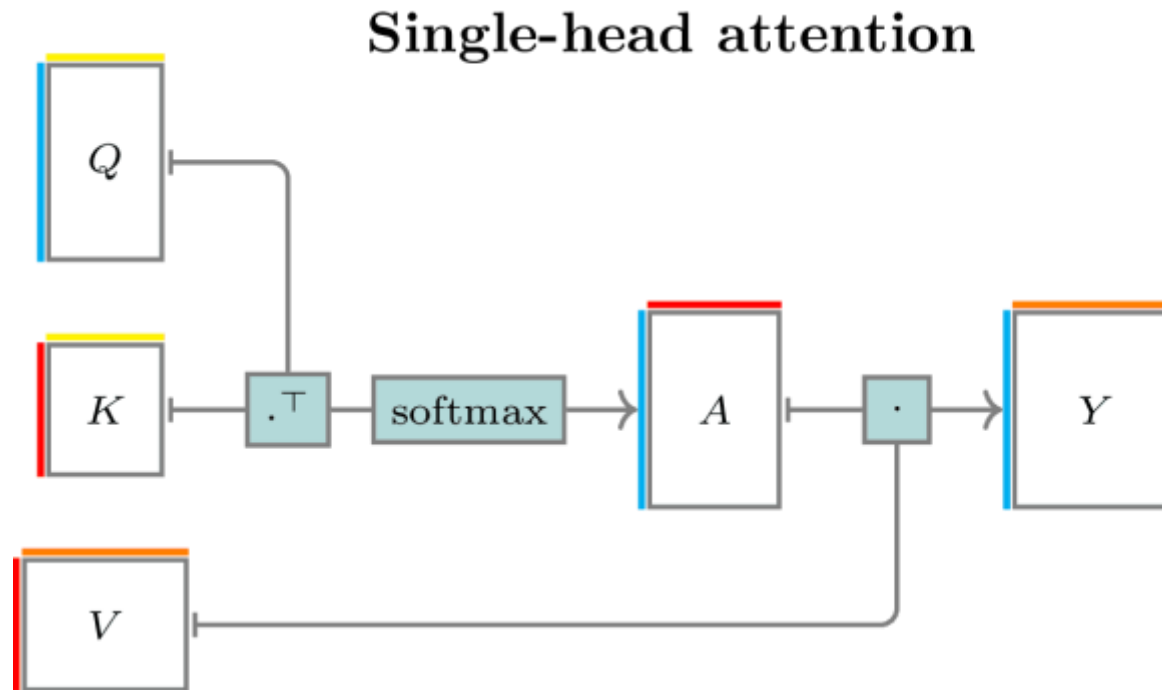 Single-head attention
Q
K
.⊤
softmax
A
·
Y
V